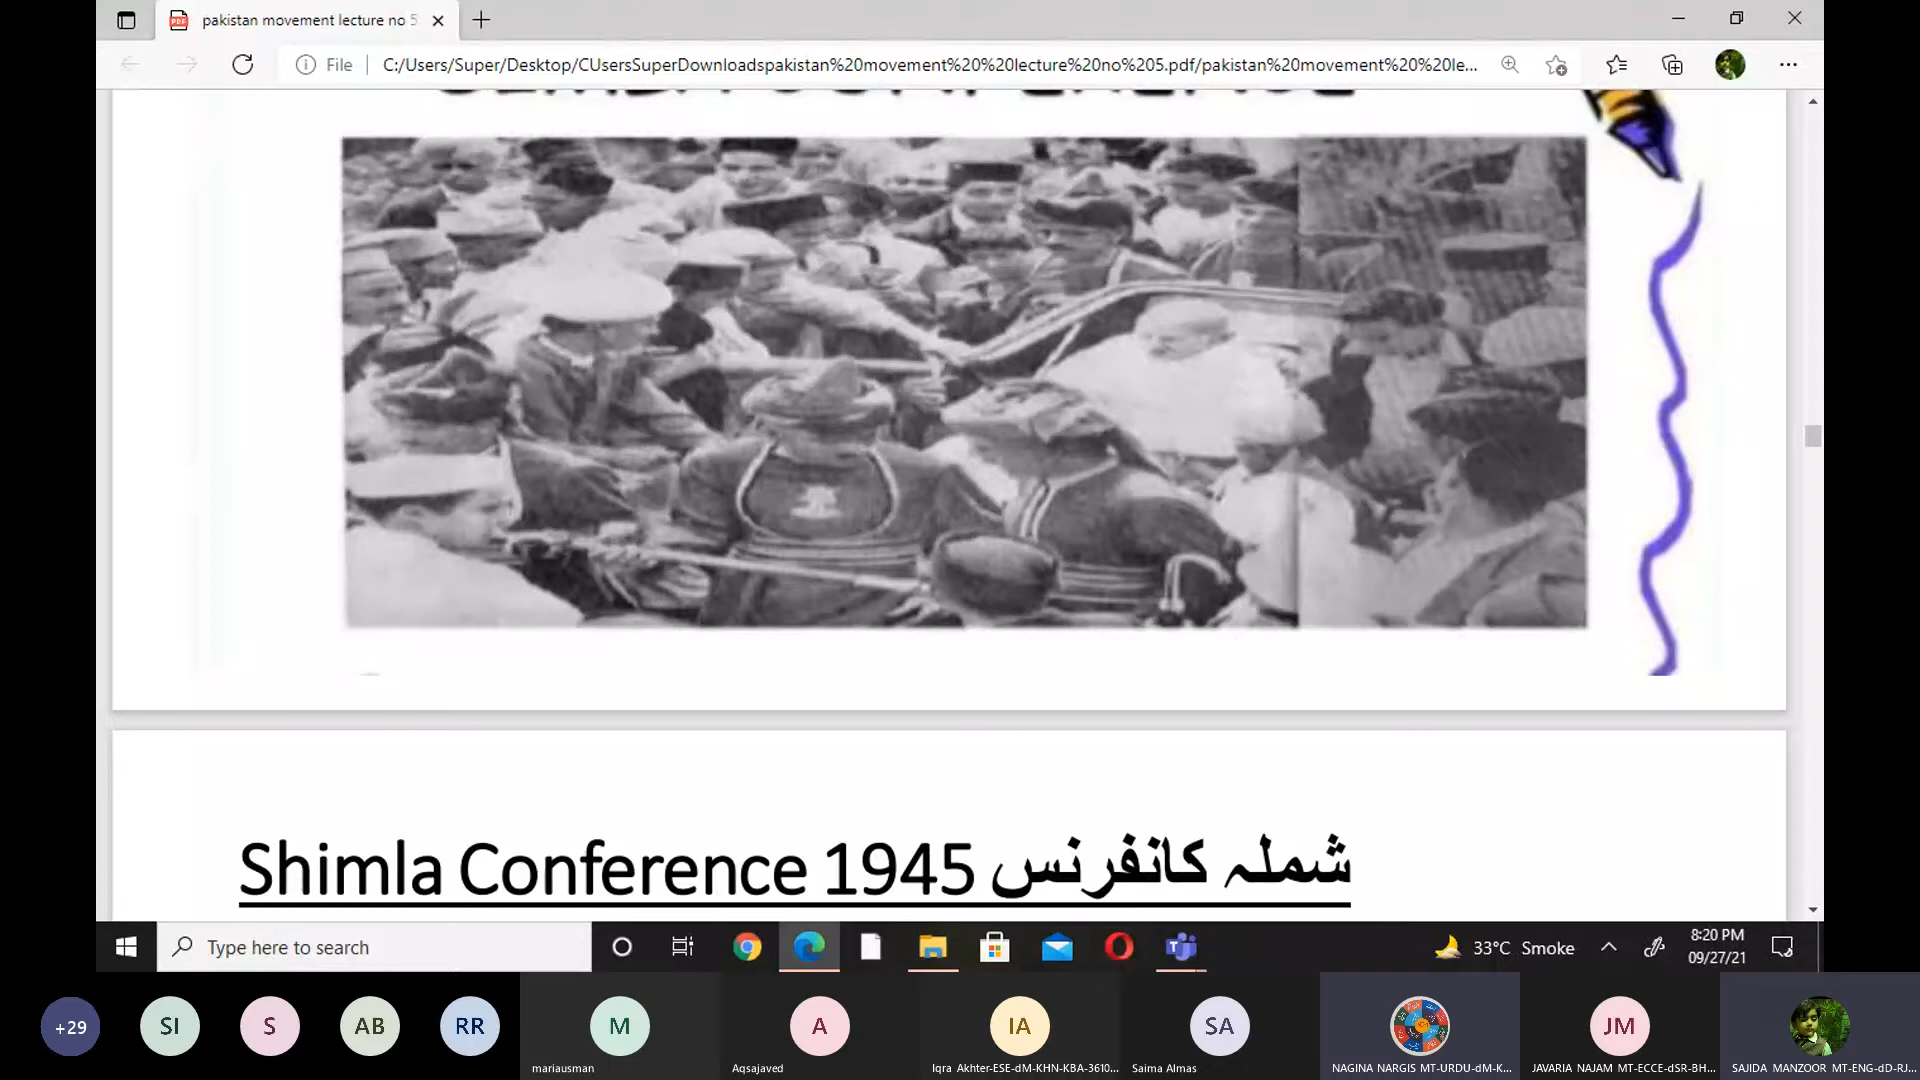 pakistan movement lecture no 5
File
C:/Users/Super/Desktop/CUsersSuperDownloadspakistan%20movement%20%20lecture%20no%205.pdf/pakistan%20movement%20%20le...
Shimla Conference 1945 شملہ کانفرنس
Type here to search
33°C Smoke
8:20 PM
09/27/21
+29
SI
S
AB
RR
M
A
IA
SA
JM
mariausman
Aqsajaved
Iqra Akhter-ESE-dM-KHN-KBA-3610...
Saima Almas
NAGINA NARGIS MT-URDU-dM-K...
JAVARIA NAJAM MT-ECCE-dSR-BH...
SAJIDA MANZOOR MT-ENG-dD-RJ...